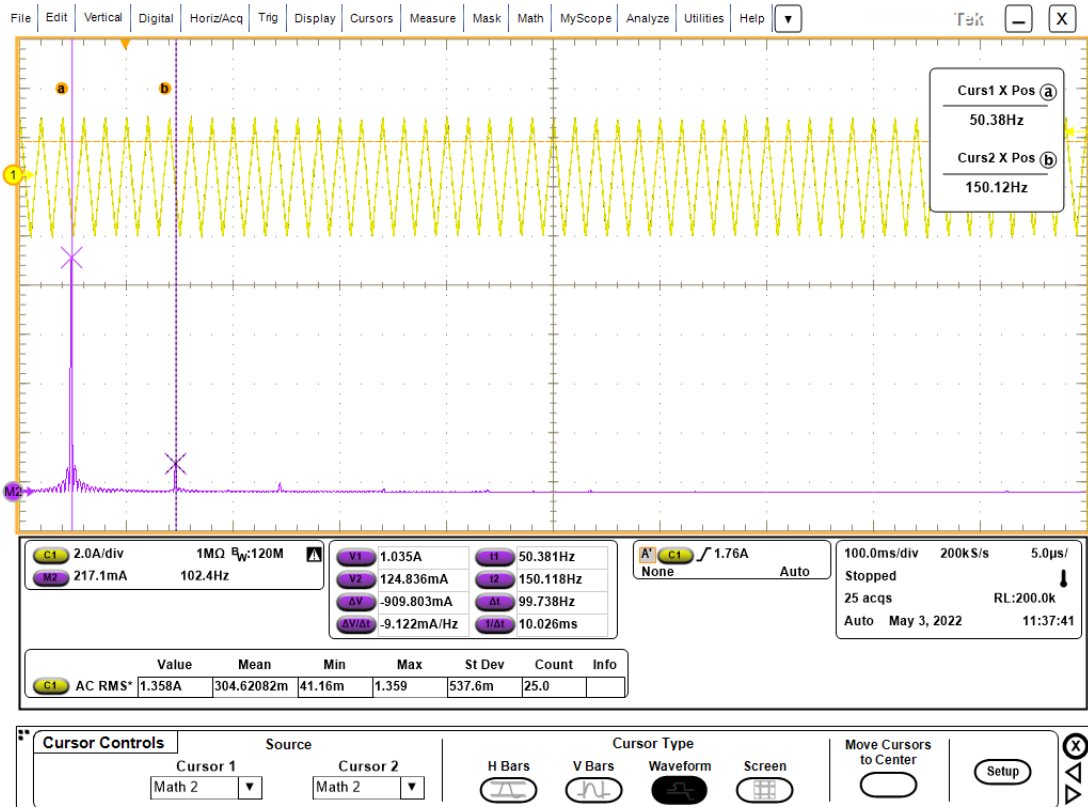 File Edit Vertical Digital Horiz/Acq Trig Display Cursors Measure Mask Math MyScope Analyze Utilities Help Tek X
a b
Curs1 X Pos a
50.38Hz
Curs2 X Pos b
150.12Hz
1
M2
C1 2.0A/div 1MΩ BW:120M
M2 217.1mA 102.4Hz
V1 1.035A t1 50.381Hz
V2 124.836mA t2 150.118Hz
ΔV -909.803mA Δt 99.738Hz
ΔV/Δt -9.122mA/Hz 1/Δt 10.026ms
A' C1 1.76A
None Auto
100.0ms/div 200kS/s 5.0µs/
Stopped
25 acqs RL:200.0k
Auto May 3, 2022 11:37:41
Value Mean Min Max St Dev Count Info
C1 AC RMS* 1.358A 304.62082m 41.16m 1.359 537.6m 25.0
Cursor Controls Source Cursor Type Move Cursors to Center
Cursor 1 Cursor 2 H Bars V Bars Waveform Screen Setup
Math 2 Math 2
X